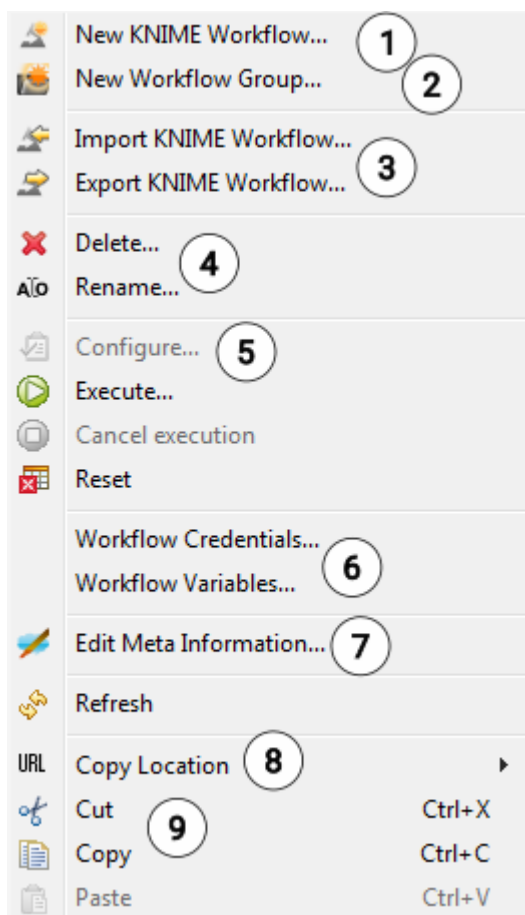 New KNIME Workflow... 1
New Workflow Group... 2
Import KNIME Workflow...
3
Export KNIME Workflow...
Delete...
4
AIO Rename...
Configure... 5
Execute...
Cancel execution
Reset
Workflow Credentials...
6
Workflow Variables...
Edit Meta Information... 7
Refresh
URL Copy Location 8
Cut Ctrl+X
9
Copy Ctrl+C
Paste Ctrl+V